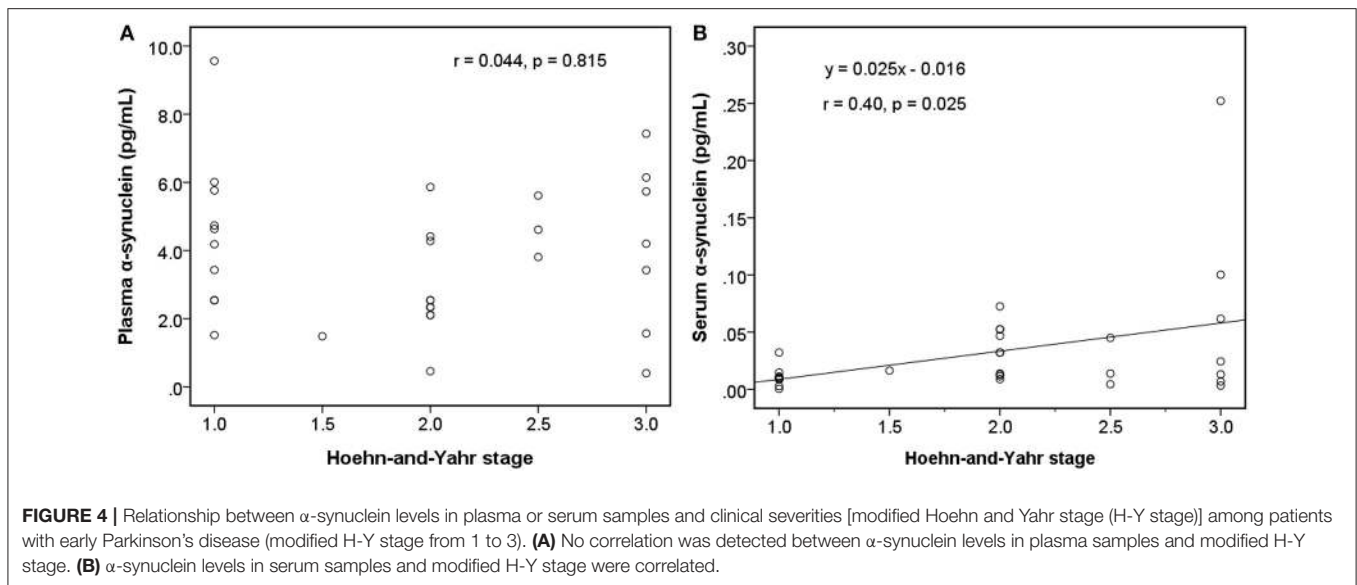 A
r = 0.044, p = 0.815
Plasma α-synuclein (pg/mL)
10.0
8.0
6.0
4.0
2.0
.0
1.0 1.5 2.0 2.5 3.0
Hoehn-and-Yahr stage
B
y = 0.025x - 0.016
r = 0.40, p = 0.025
Serum α-synuclein (pg/mL)
.30
.25
.20
.15
.10
.05
.00
1.0 1.5 2.0 2.5 3.0
Hoehn-and-Yahr stage
FIGURE 4 | Relationship between α-synuclein levels in plasma or serum samples and clinical severities [modified Hoehn and Yahr stage (H-Y stage)] among patients
with early Parkinson's disease (modified H-Y stage from 1 to 3). (A) No correlation was detected between α-synuclein levels in plasma samples and modified H-Y
stage. (B) α-synuclein levels in serum samples and modified H-Y stage were correlated.